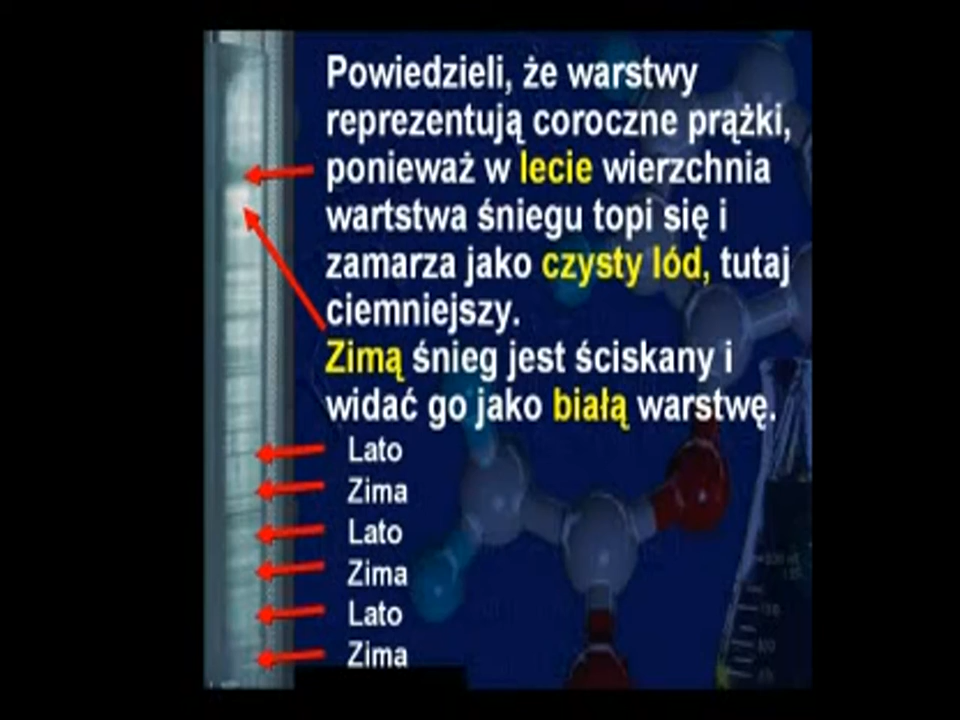 Powiedzieli, że warstwy
reprezentują coroczne prążki,
ponieważ w lecie wierzchnia
wartstwa śniegu topi się i
zamarza jako czysty lód, tutaj
ciemniejszy.
Zimą śnieg jest ściskany i
widać go jako białą warstwę.
Lato
Zima
Lato
Zima
Lato
Zima